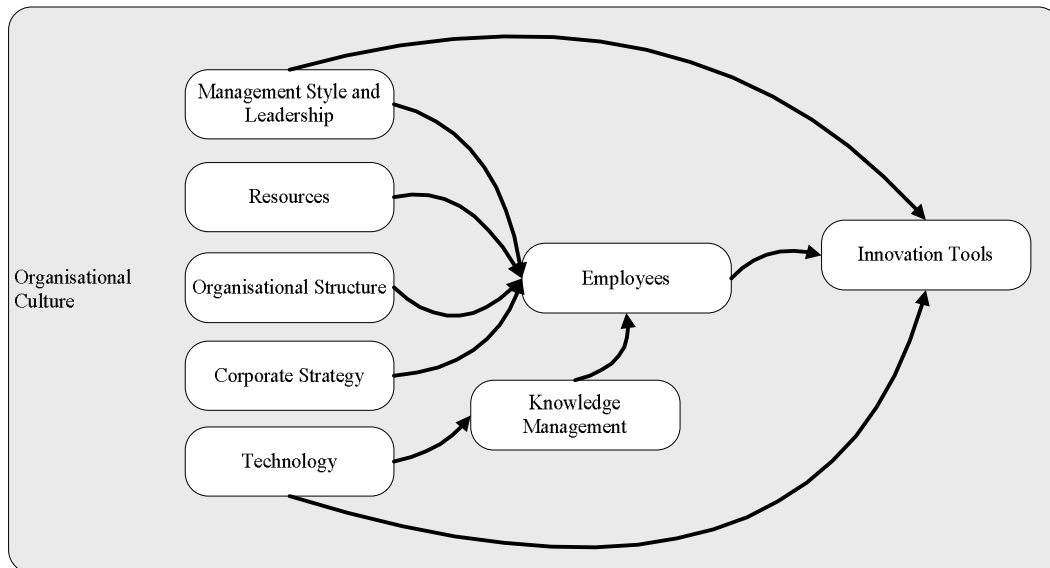 Management Style and
Leadership
Resources
Organisational
Culture
Organisational Structure
Employees
Innovation Tools
Corporate Strategy
Knowledge
Management
Technology